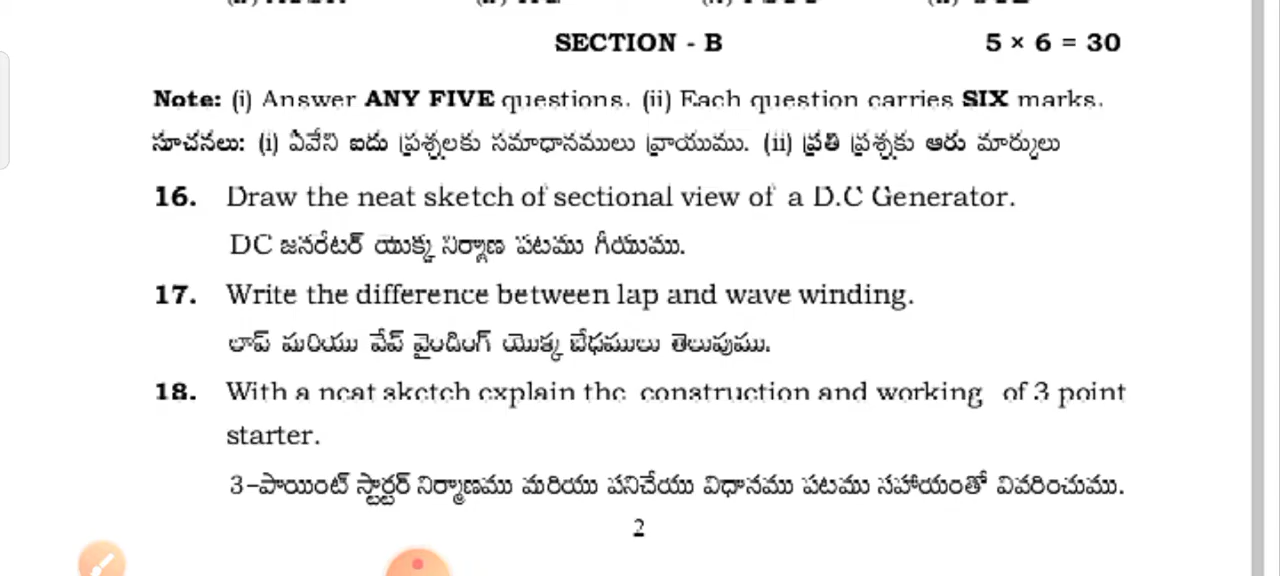 SECTION - B 5 × 6 = 30
Note: (i) Answer ANY FIVE questions. (ii) Each question carries SIX marks.
సూచనలు: (i) ఏవేని ఐదు ప్రశ్నలకు సమాధానములు వ్రాయుము. (ii) ప్రతి ప్రశ్నకు ఆరు మార్కులు
16. Draw the neat sketch of sectional view of a D.C Generator.
DC జనరేటర్ యొక్క నిర్మాణ పటము గీయుము.
17. Write the difference between lap and wave winding.
లాప్ మరియు వేవ్ వైండింగ్ యొక్క బేధములు తెలుపుము.
18. With a neat sketch explain the construction and working of 3 point
starter.
3-పాయింట్ స్టార్టర్ నిర్మాణము మరియు పనిచేయు విధానము పటము సహాయంతో వివరించుము.
2